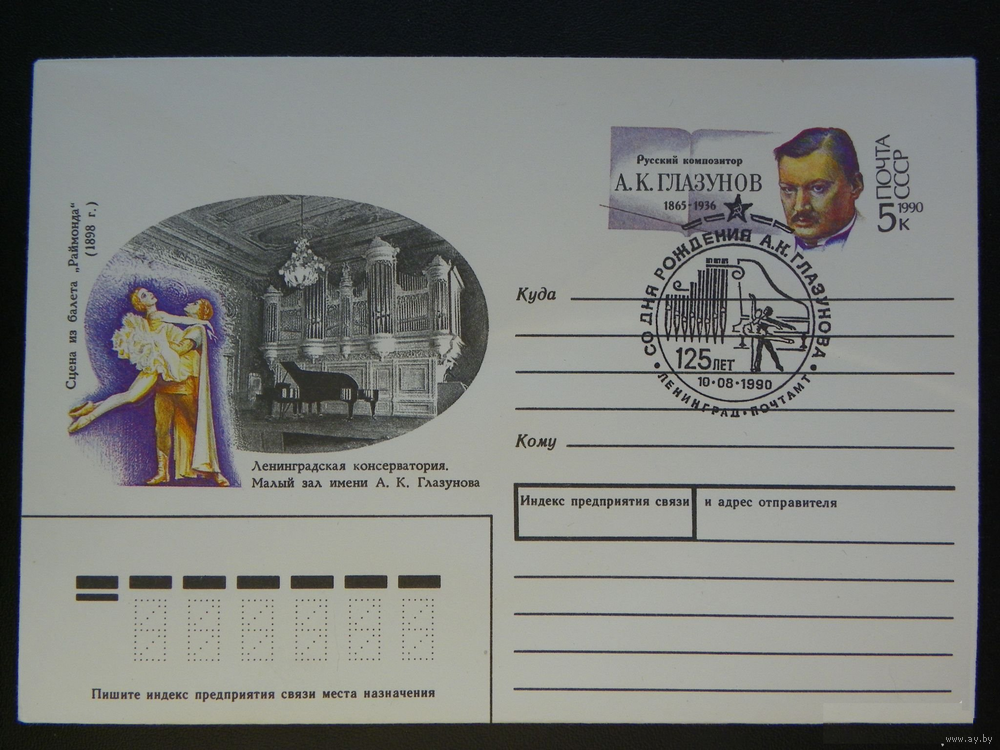 Сцена из балета „Раймонда"
(1898 г.)
Ленинградская консерватория.
Малый зал имени А. К. Глазунова
Русский композитор
А. К. ГЛАЗУНОВ
1865-1936
ПОЧТА
СССР
1990
5 к
СО ДНЯ РОЖДЕНИЯ А.К. ГЛАЗУНОВА
125 ЛЕТ
10·08·1990
• ЛЕНИНГРАД • ПОЧТАМТ •
Куда
Кому
Индекс предприятия связи и адрес отправителя
Пишите индекс предприятия связи места назначения
www.ay.by